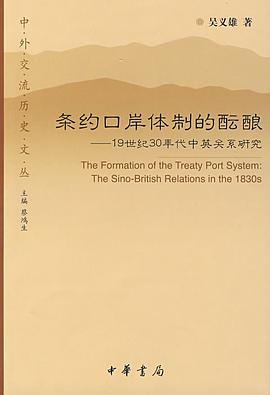 中·外·交·流·历·史·文·丛
主编 蔡鸿生
吴义雄 著
条约口岸体制的酝酿
——19世纪30年代中英关系研究
The Formation of the Treaty Port System:
The Sino-British Relations in the 1830s
中華書局